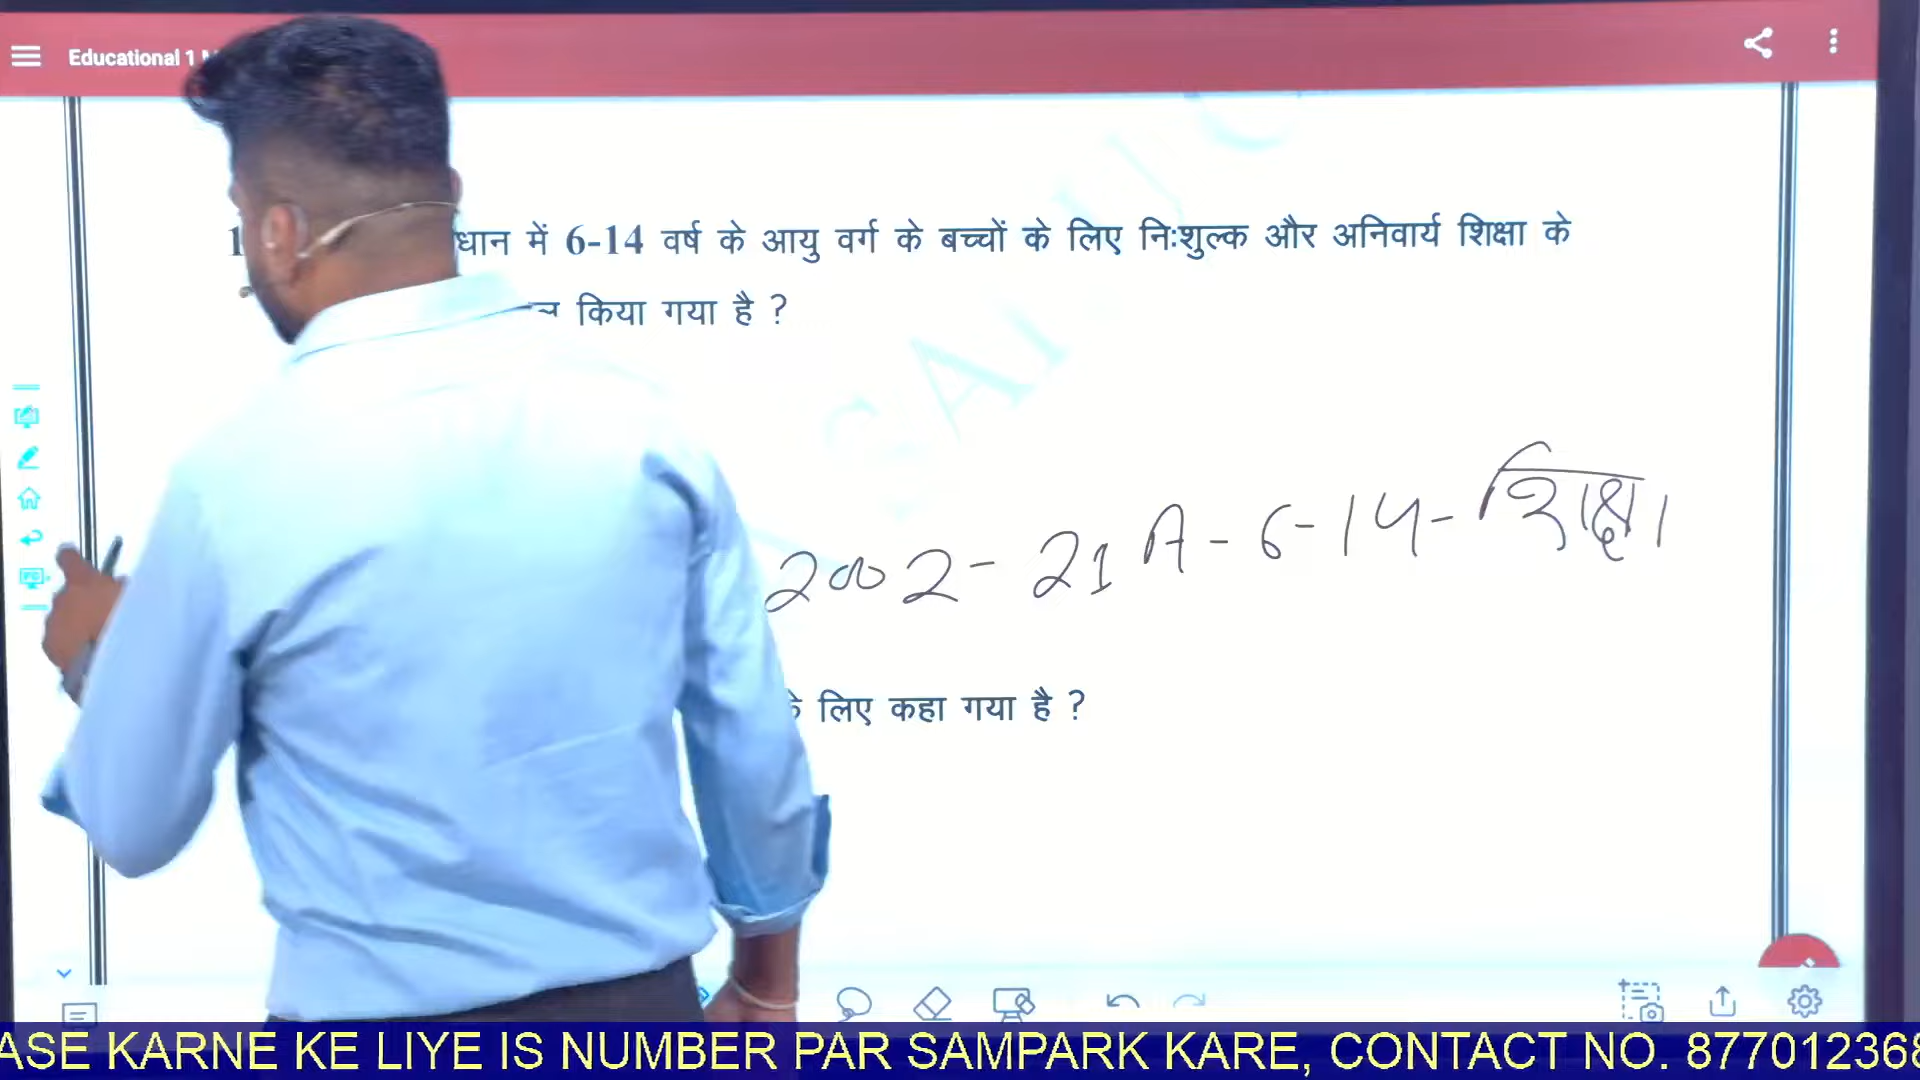 Educational 1
1 धान में 6-14 वर्ष के आयु वर्ग के बच्चों के लिए निःशुल्क और अनिवार्य शिक्षा के
किया गया है ?
2002 - 21A - 6-14 - शिक्षा
के लिए कहा गया है ?
ASE KARNE KE LIYE IS NUMBER PAR SAMPARK KARE, CONTACT NO. 877012368